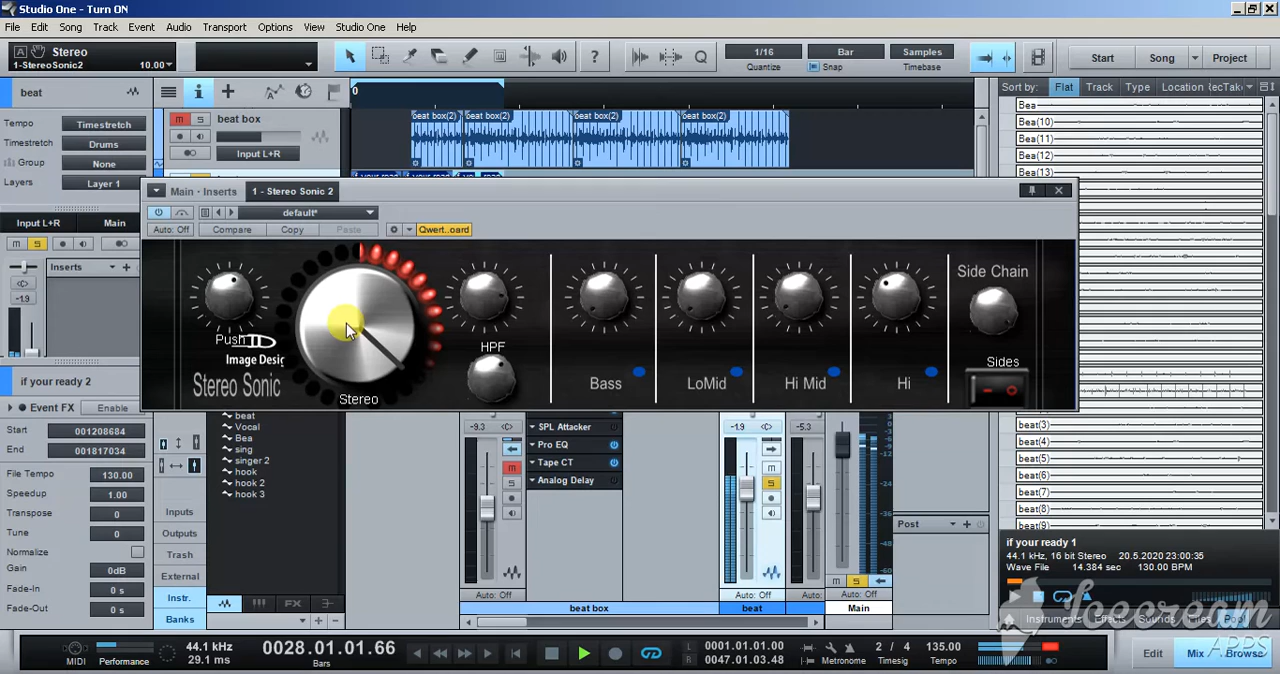 Studio One - Turn ON
File Edit Song Track Event Audio Transport Options View Studio One Help
A Stereo
1-StereoSonic2 10.00
1/16 Bar Samples
Quantize Snap Timebase
Start Song Project
beat
0
Sort by: Flat Track Type Location RecTak
Tempo Timestretch
Timestretch Drums
Group None
Layers Layer 1
M S beat box
Input L+R
beat box(2) beat box(2) beat box(2) beat box(2)
Bea
Bea(10)
Bea(11)
Bea(12)
Bea(13)
Main - Inserts 1 - Stereo Sonic 2
default*
Auto: Off Compare Copy Paste Qwert..oard
Input L+R Main
M S
Inserts
-1.9
Push
Image Desig
Stereo Sonic
Stereo
HPF
Bass
LoMid
Hi Mid
Hi
Side Chain
Sides
if your ready 2
Event FX Enable
Start 001208684
End 001817034
File Tempo 130.00
Speedup 1.00
Transpose 0
Tune 0
Normalize
Gain 0dB
Fade-In 0 s
Fade-Out 0 s
Inputs
Outputs
Trash
External
Instr.
Banks
beat
Vocal
Bea
sing
singer 2
hook
hook 2
hook 3
FX
-9.3
SPL Attacker
Pro EQ
Tape CT
Analog Delay
-1.9
-5.3
M
S
Auto: Off Auto: Off Auto: Off
beat box beat Main
Post
beat(3)
beat(4)
beat(5)
beat(6)
beat(7)
beat(8)
beat(9)
if your ready 1
44.1 kHz, 16 bit Stereo 20.5.2020 23:00:35
Wave File 14.384 sec 130.00 BPM
Instruments Effects Sounds Files Pool
Icecream
APPS
MIDI Performance
44.1 kHz
29.1 ms
0028.01.01.66
Bars
L 0001.01.01.00
R 0047.01.03.48
Metronome
2 / 4
Timesig
135.00
Tempo
Edit Mix Browse